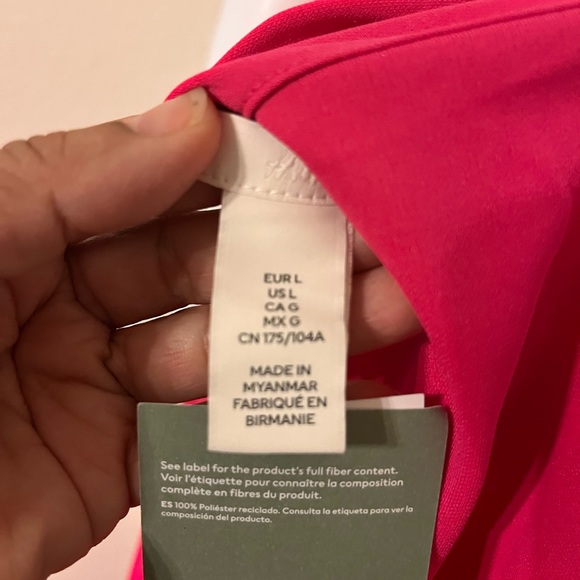 EUR L
US L
CA G
MX G
CN 175/104A
MADE IN
MYANMAR
FABRIQUÉ EN
BIRMANIE
See label for the product's full fiber content.
Voir l'étiquette pour connaître la composition
complète en fibres du produit.
ES 100% Poliéster reciclado. Consulta la etiqueta para ver la
composición del producto.